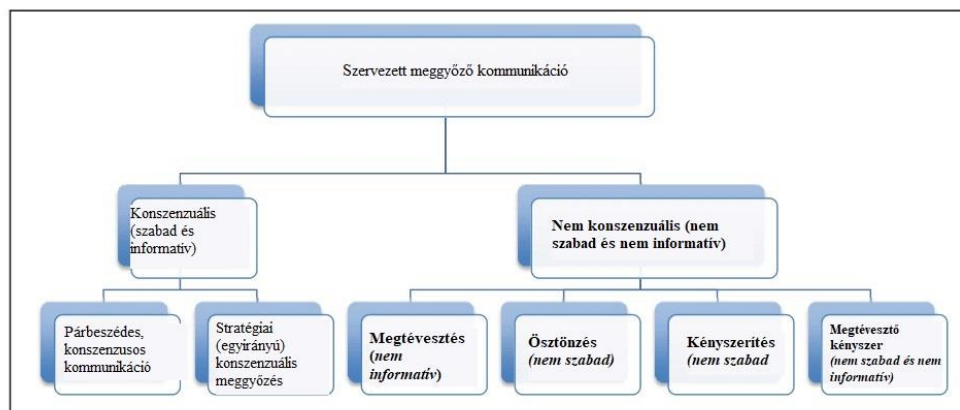 Szervezett meggyőző kommunikáció
Konszenzuális
(szabad és
informatív)
Nem konszenzuális (nem
szabad és nem informatív)
Párbeszédes,
konszenzusos
kommunikáció
Stratégiai
(egyirányú)
konszenzuális
meggyőzés
Megtévesztés
(nem
informatív)
Ösztönzés
(nem szabad)
Kényszerítés
(nem szabad
Megtévesztő
kényszer
(nem szabad és nem
informatív)